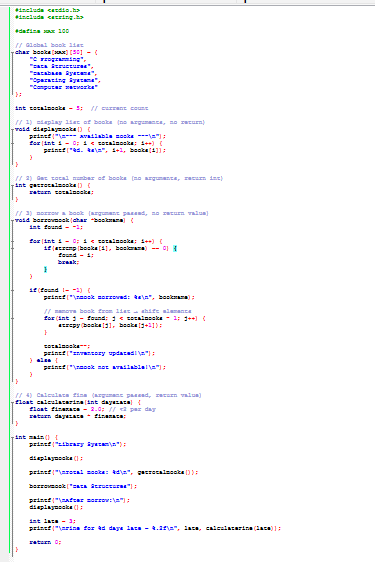 #include <stdio.h>
#include <string.h>
#define MAX 100
// Global book list
char books[MAX][50] = {
"C Programming",
"Data Structures",
"Database Systems",
"Operating Systems",
"Computer Networks"
};
int totalBooks = 5; // current count
// 1) Display list of books (no arguments, no return)
void displayBooks() {
printf("\n--- Available Books ---\n");
for(int i = 0; i < totalBooks; i++) {
printf("%d. %s\n", i+1, books[i]);
}
}
// 2) Get total number of books (no arguments, return int)
int getTotalBooks() {
return totalBooks;
}
// 3) Borrow a book (argument passed, no return value)
void borrowBook(char *bookName) {
int found = -1;
for(int i = 0; i < totalBooks; i++) {
if(strcmp(books[i], bookName) == 0) {
found = i;
break;
}
}
if(found != -1) {
printf("\nBook borrowed: %s\n", bookName);
// Remove book from list … shift elements
for(int j = found; j < totalBooks - 1; j++) {
strcpy(books[j], books[j+1]);
}
totalBooks--;
printf("Inventory updated!\n");
} else {
printf("\nBook not available!\n");
}
}
// 4) Calculate fine (argument passed, return value)
float calculateFine(int daysLate) {
float fineRate = 2.0; // per day
return daysLate * fineRate;
}
int main() {
printf("Library System\n");
displayBooks();
printf("\nTotal Books: %d\n", getTotalBooks());
borrowBook("Data Structures");
printf("\nAfter Borrow:\n");
displayBooks();
int late = 3;
printf("\nFine for %d days late = %.2f\n", late, calculateFine(late));
return 0;
}